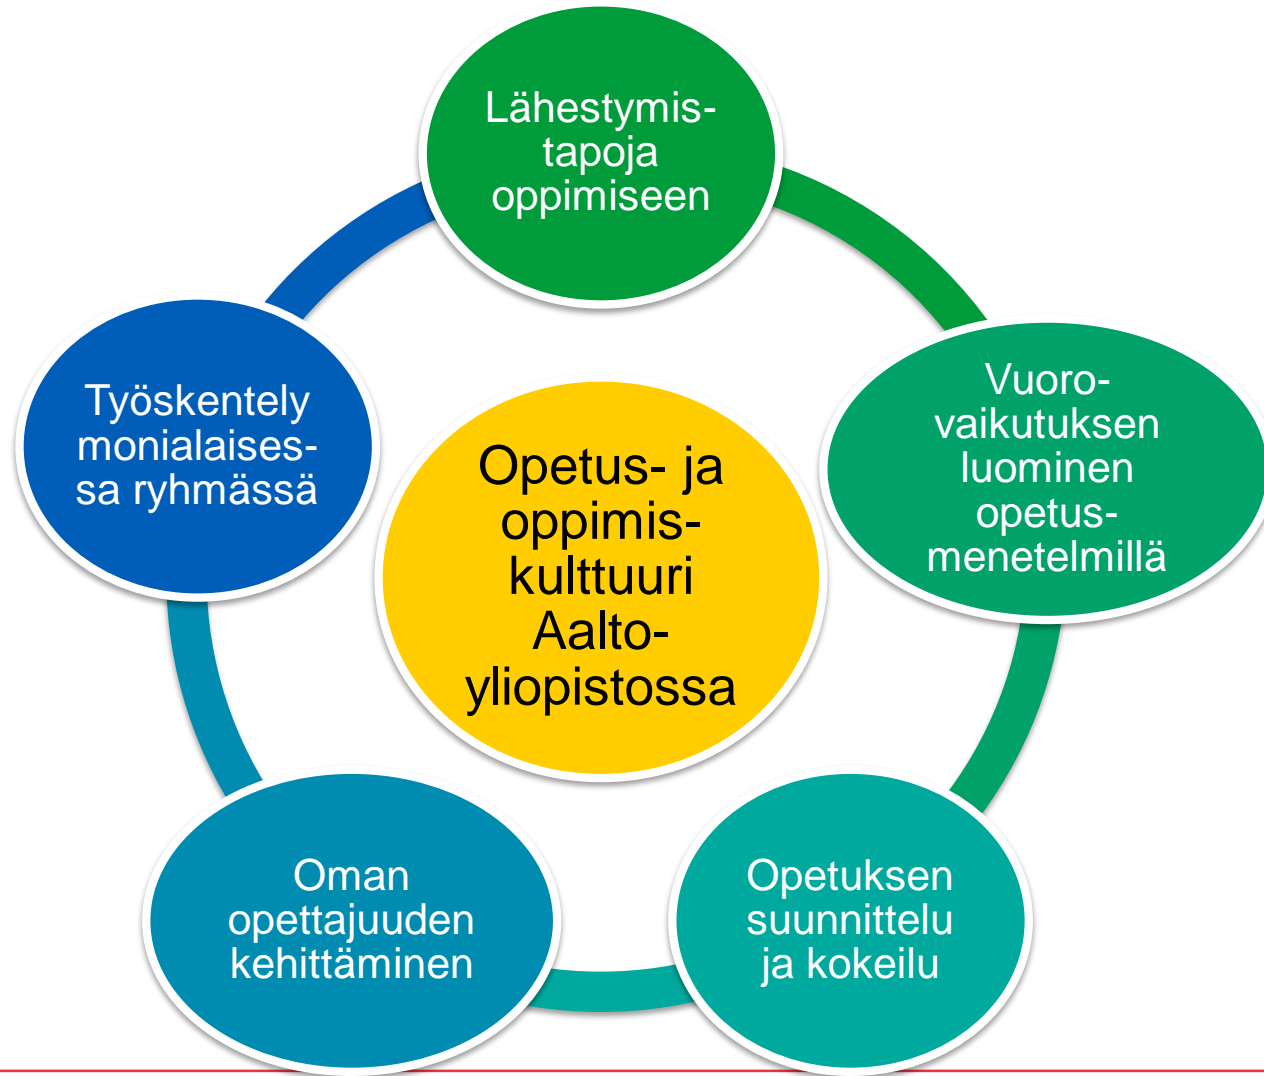 Lähestymis-
tapoja
oppimiseen
Vuoro-
vaikutuksen
luominen
opetus-
menetelmillä
Opetuksen
suunnittelu
ja kokeilu
Oman
opettajuuden
kehittäminen
Työskentely
monialaises-
sa ryhmässä
Opetus- ja
oppimis-
kulttuuri
Aalto-
yliopistossa